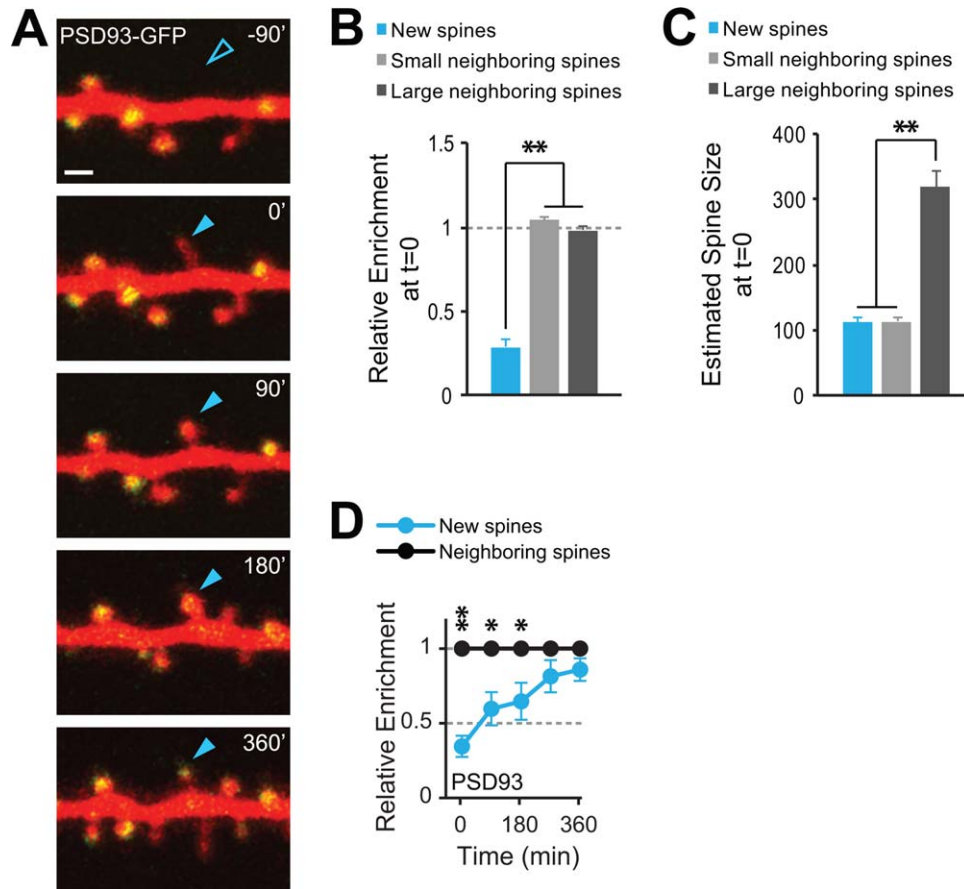 A
PSD93-GFP
-90'
0'
90'
180'
360'
B
New spines
Small neighboring spines
Large neighboring spines
Relative Enrichment
at t=0
1.5
1
0.5
0
**
C
New spines
Small neighboring spines
Large neighboring spines
Estimated Spine Size
at t=0
400
300
200
100
0
**
D
New spines
Neighboring spines
Relative Enrichment
1
0.5
0
** * *
PSD93
0 180 360
Time (min)